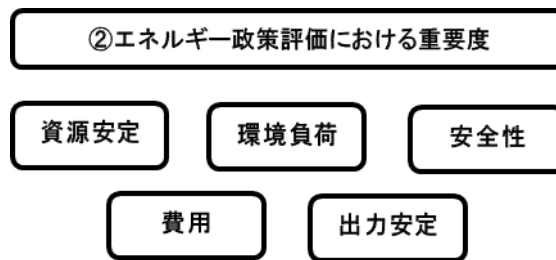 ②エネルギー政策評価における重要度
資源安定
環境負荷
安全性
費用
出力安定